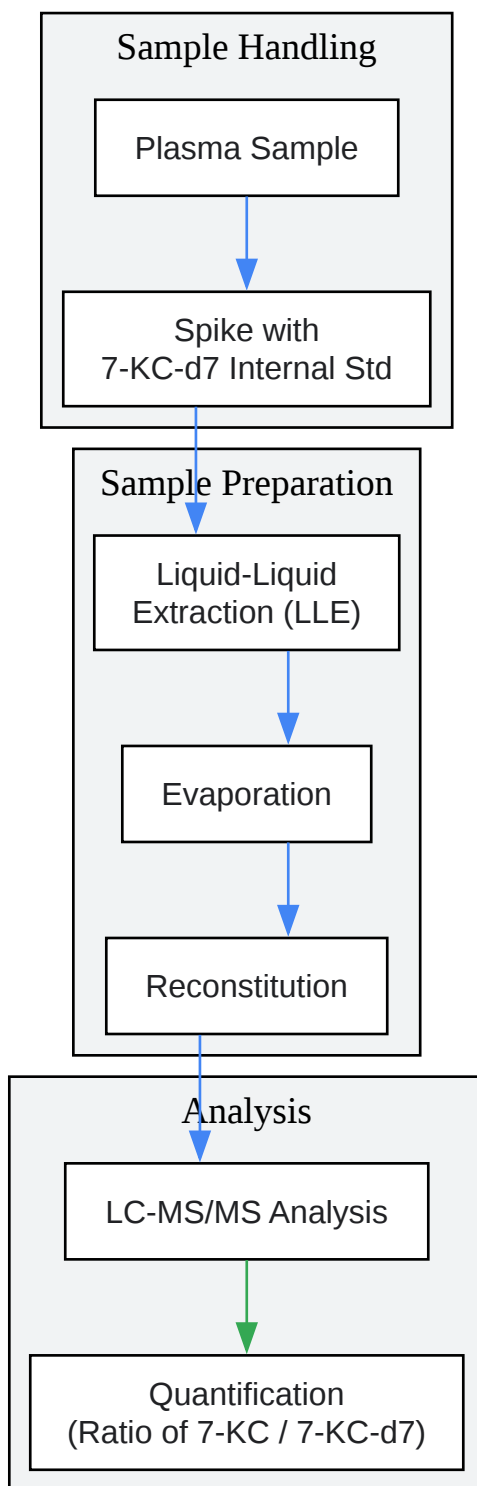 Sample Handling
Plasma Sample
Spike with
7-KC-d7 Internal Std
Sample Preparation
Liquid-Liquid
Extraction (LLE)
Evaporation
Reconstitution
Analysis
LC-MS/MS Analysis
Quantification
(Ratio of 7-KC / 7-KC-d7)